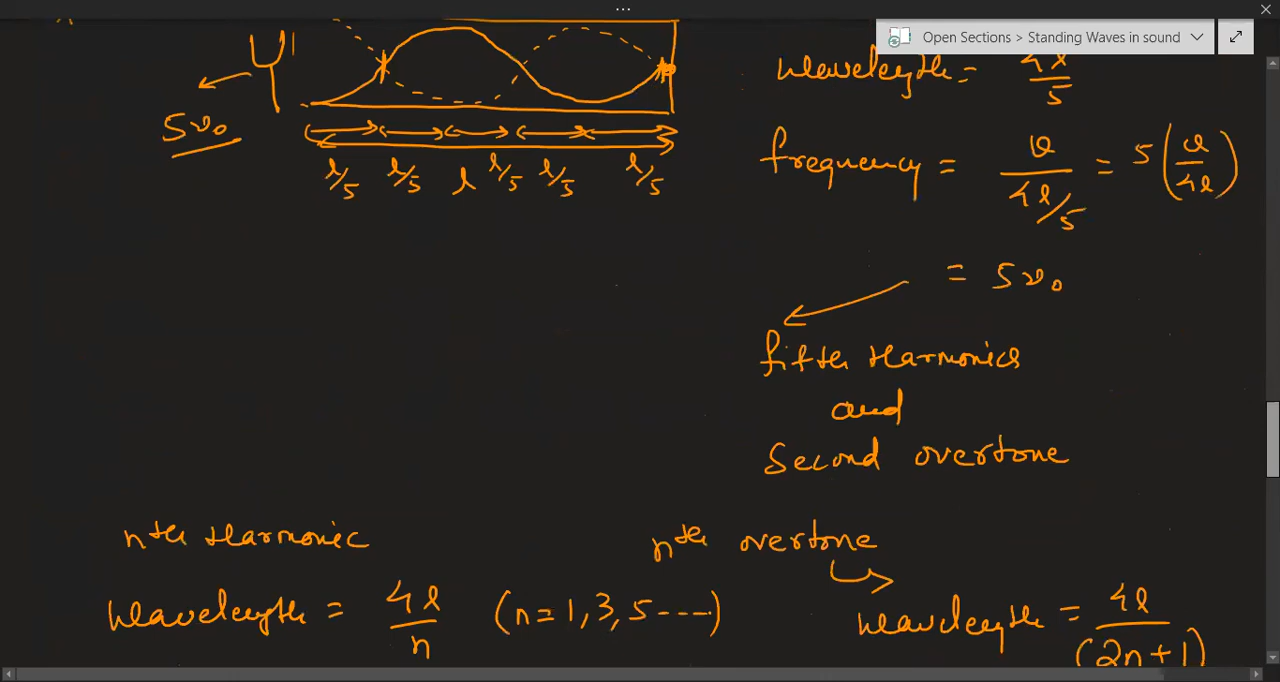 ...
Open Sections > Standing Waves in sound
wavelength = 4l/5
5ν₀
l/5 l/5 l l/5 l/5 l/5
frequency = v/(4l/5) = 5(v/4l)
= 5ν₀
fifth Harmonics
and
Second overtone
nth Harmonic
nth overtone
wavelength = 4l/n (n=1,3,5----)
wavelength = 4l/(2n+1)